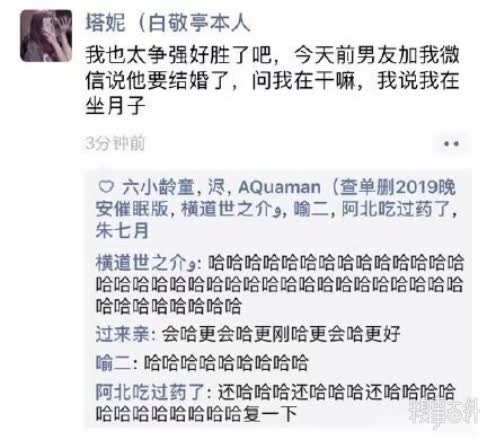 塔妮（白敬亭本人
我也太争强好胜了吧，今天前男友加我微
信说他要结婚了，问我在干嘛，我说我在
坐月子
3分钟前
六小龄童, 浕, AQuaman（查单删2019晚
安催眠版, 横道世之介و, 喻二, 阿北吃过药了,
朱七月
横道世之介و: 哈哈哈哈哈哈哈哈哈哈哈哈哈哈
哈哈哈哈哈哈哈哈哈哈哈哈哈哈哈哈哈哈哈哈
哈哈哈哈哈哈哈哈
过来亲: 会哈更会哈更刚哈更会哈更好
喻二: 哈哈哈哈哈哈哈哈哈
阿北吃过药了: 还哈哈哈还哈哈哈还哈哈哈哈
哈哈哈哈哈哈哈哈复一下